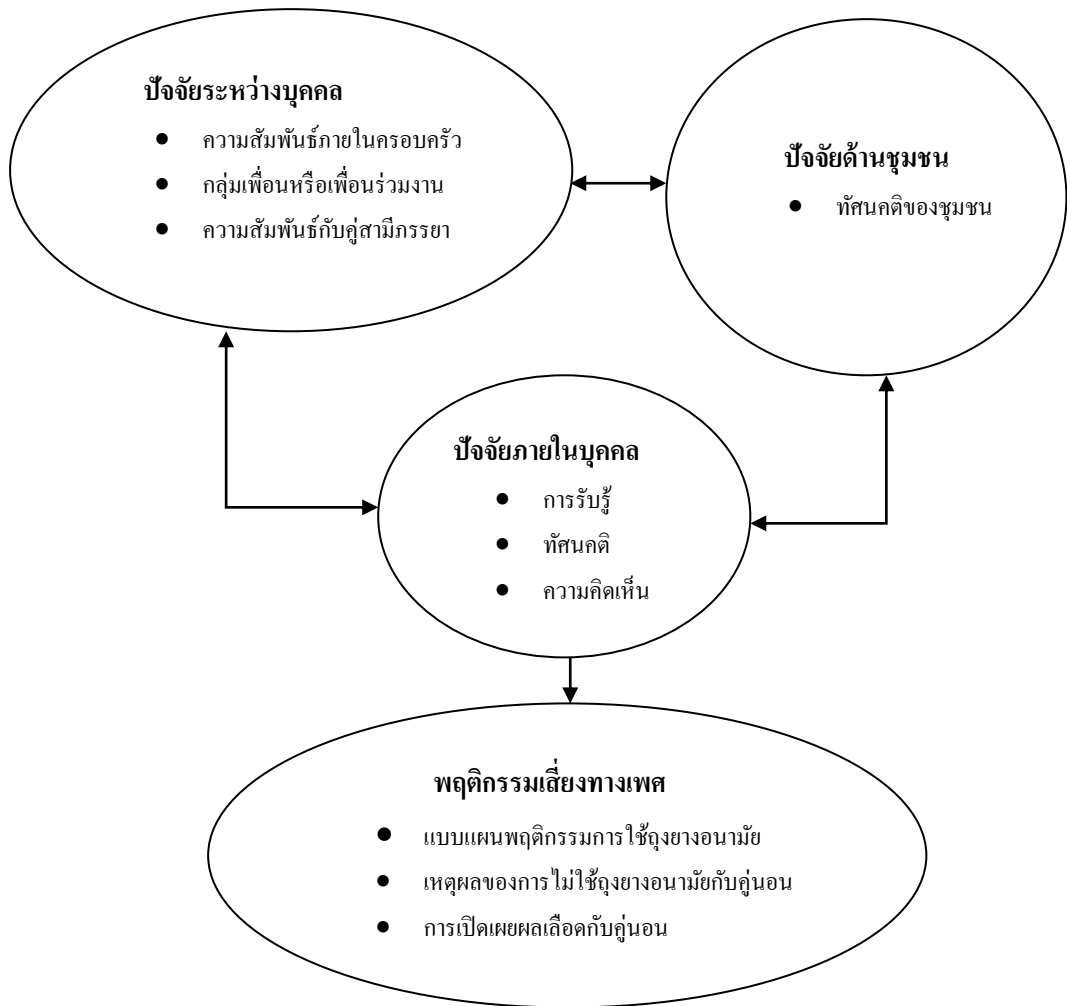 ปัจจัยระหว่างบุคคล
● ความสัมพันธ์ภายในครอบครัว
● กลุ่มเพื่อนหรือเพื่อนร่วมงาน
● ความสัมพันธ์กับคู่สามีภรรยา
ปัจจัยด้านชุมชน
● ทัศนคติของชุมชน
ปัจจัยภายในบุคคล
● การรับรู้
● ทัศนคติ
● ความคิดเห็น
พฤติกรรมเสี่ยงทางเพศ
● แบบแผนพฤติกรรมการใช้ถุงยางอนามัย
● เหตุผลของการไม่ใช้ถุงยางอนามัยกับคู่นอน
● การเปิดเผยผลเลือดกับคู่นอน